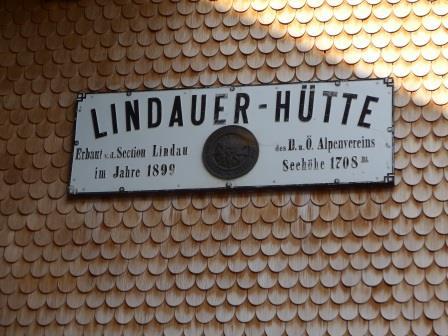 LINDAUER-HÜTTE
Erbaut v. d. Section Lindau
im Jahre 1899
des D. u. Ö. Alpenvereins
Seehöhe 1708 m.